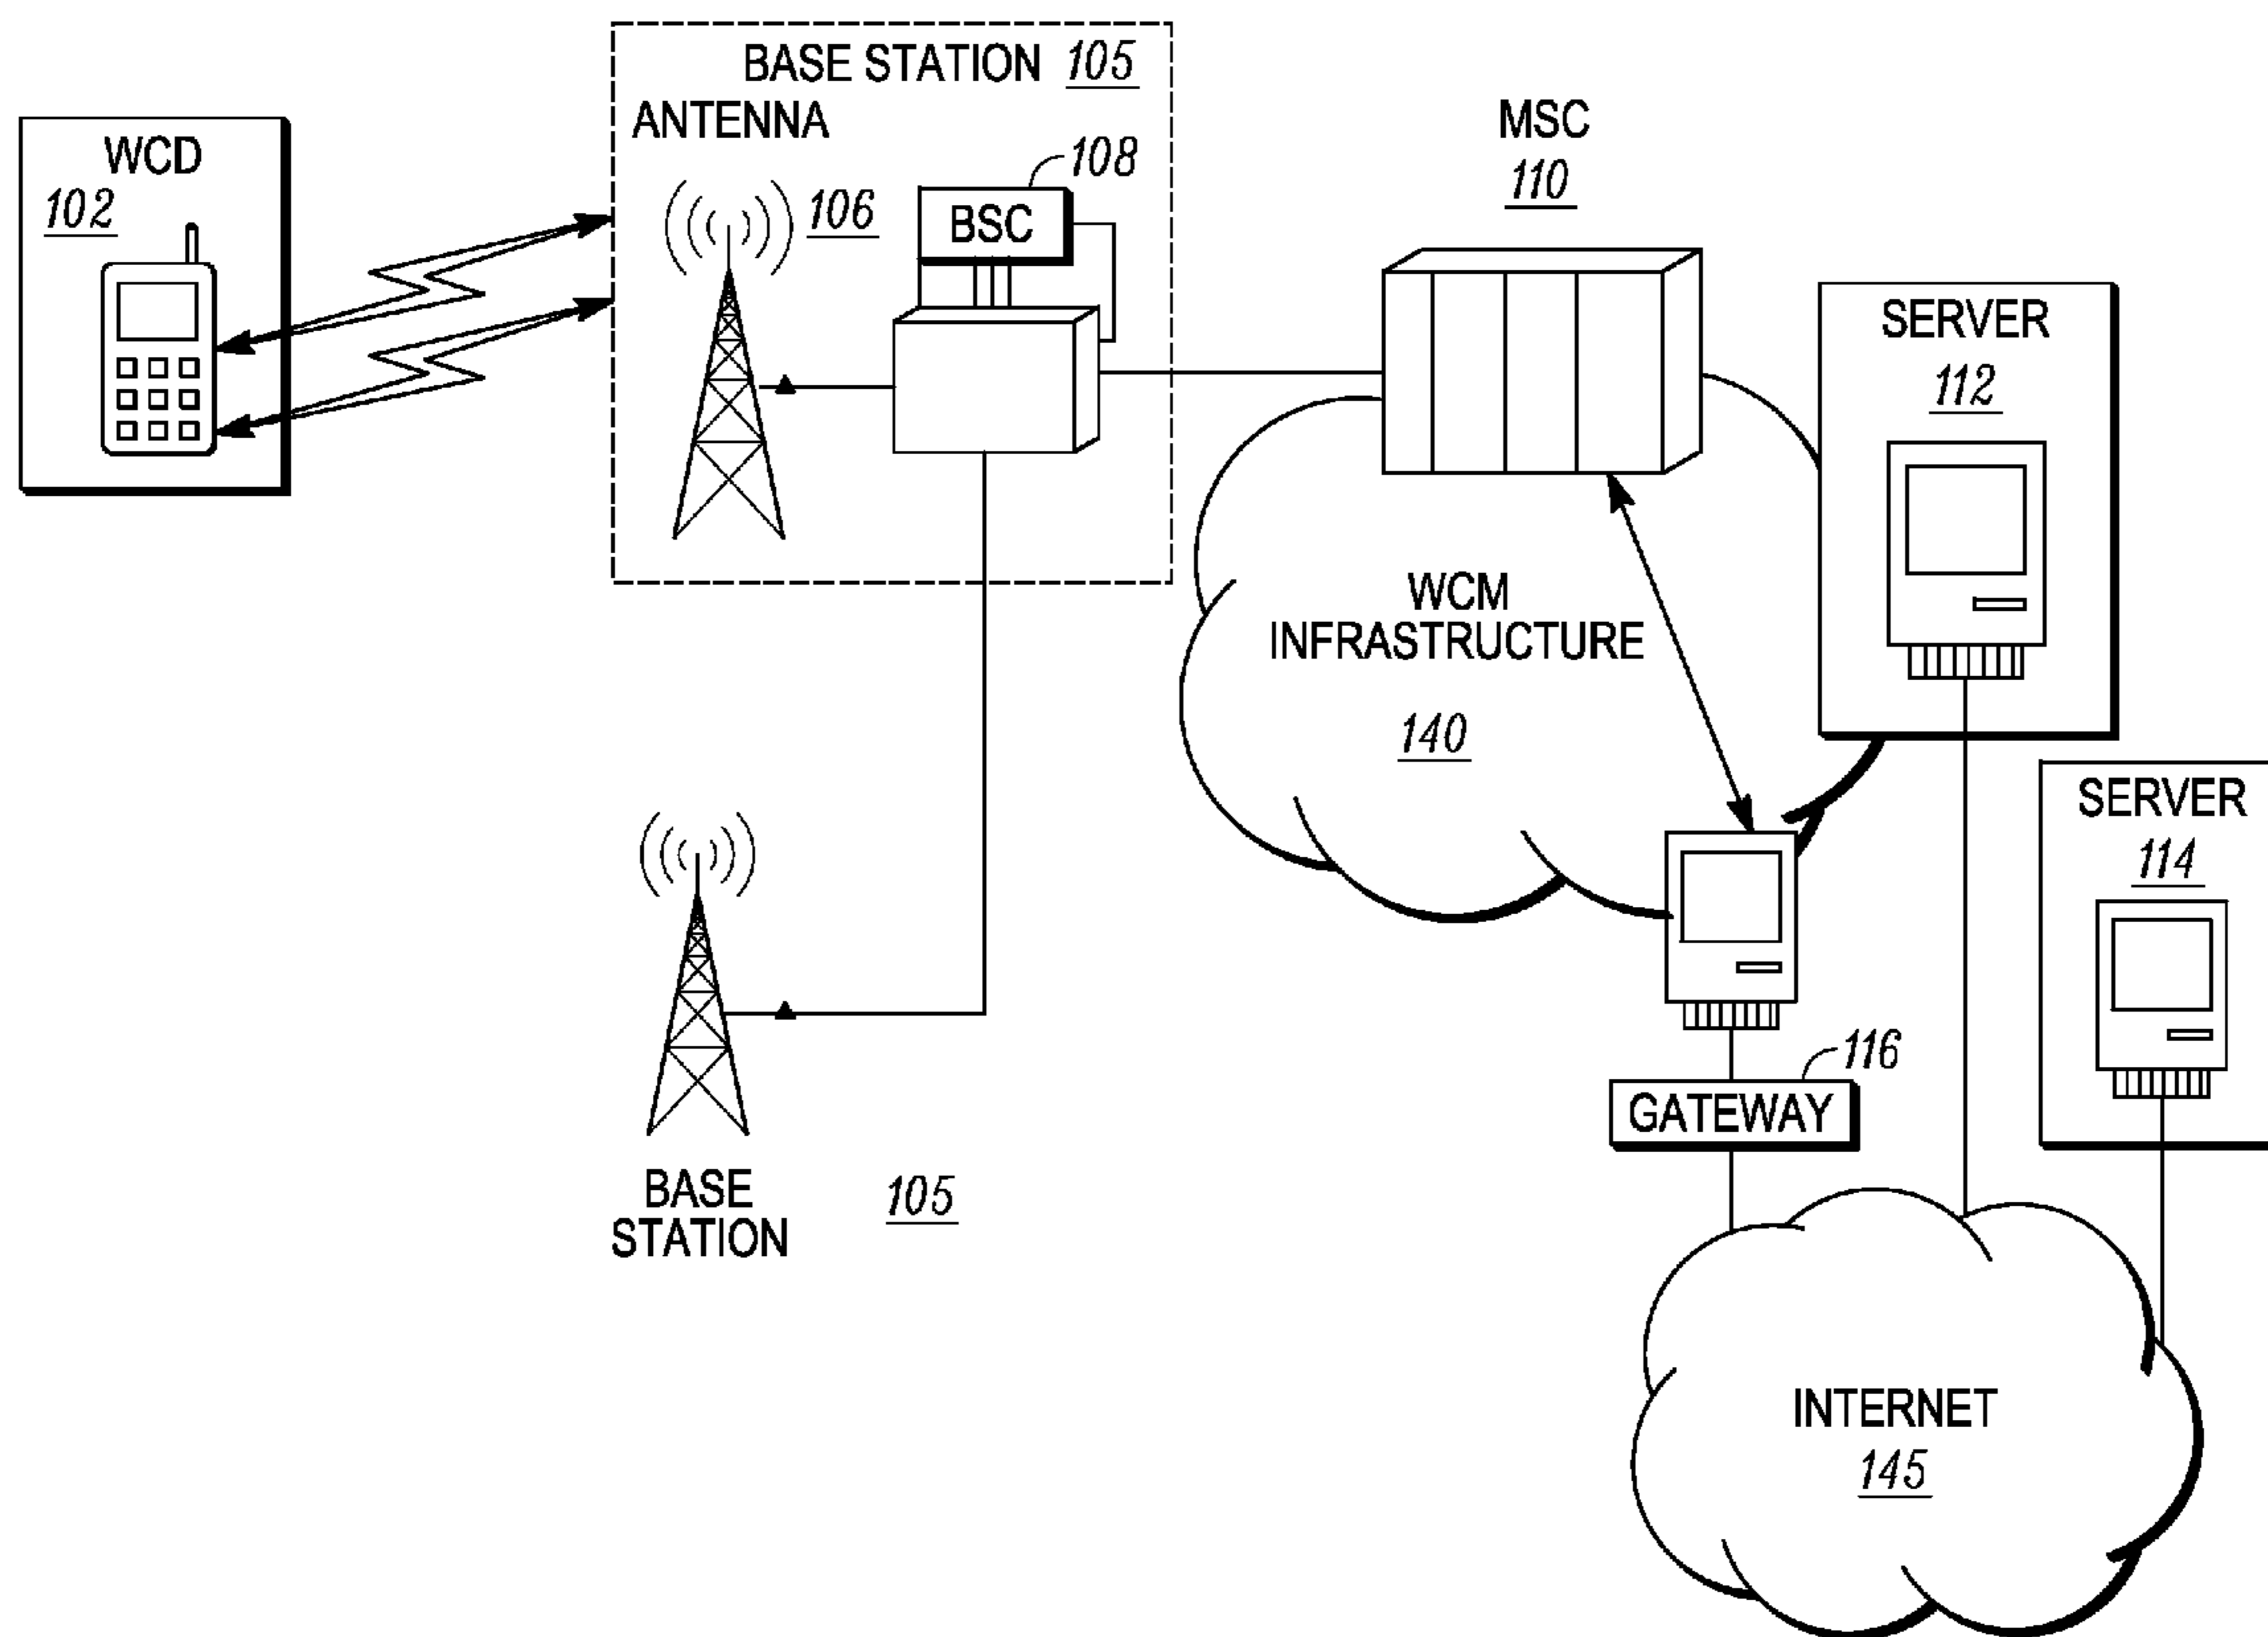 WCD
102
BASE STATION 105
ANTENNA
106
108
BSC
MSC
110
SERVER
112
WCM
INFRASTRUCTURE
140
SERVER
114
116
GATEWAY
BASE
STATION
105
INTERNET
145